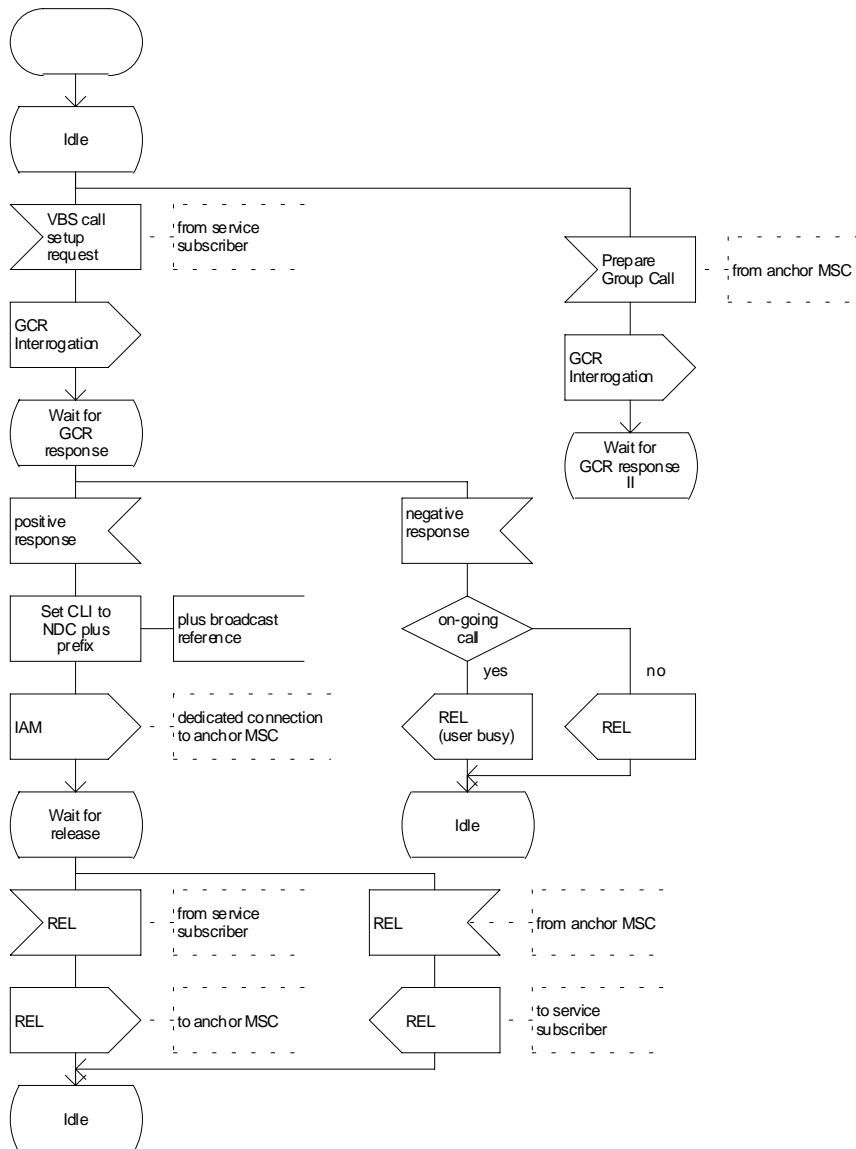 Idle
VBS call
setup
request
from service
subscriber
Prepare
Group Call
from anchor MSC
GCR
Interrogation
GCR
Interrogation
Wait for
GCR
response
Wait for
GCR response
II
positive
response
negative
response
Set CLI to
NDC plus
prefix
plus broadcast
reference
on-going
call
yes
no
IAM
dedicated connection
to anchor MSC
REL
(user busy)
REL
Wait for
release
Idle
REL
from service
subscriber
REL
from anchor MSC
REL
to anchor MSC
REL
to service
subscriber
Idle